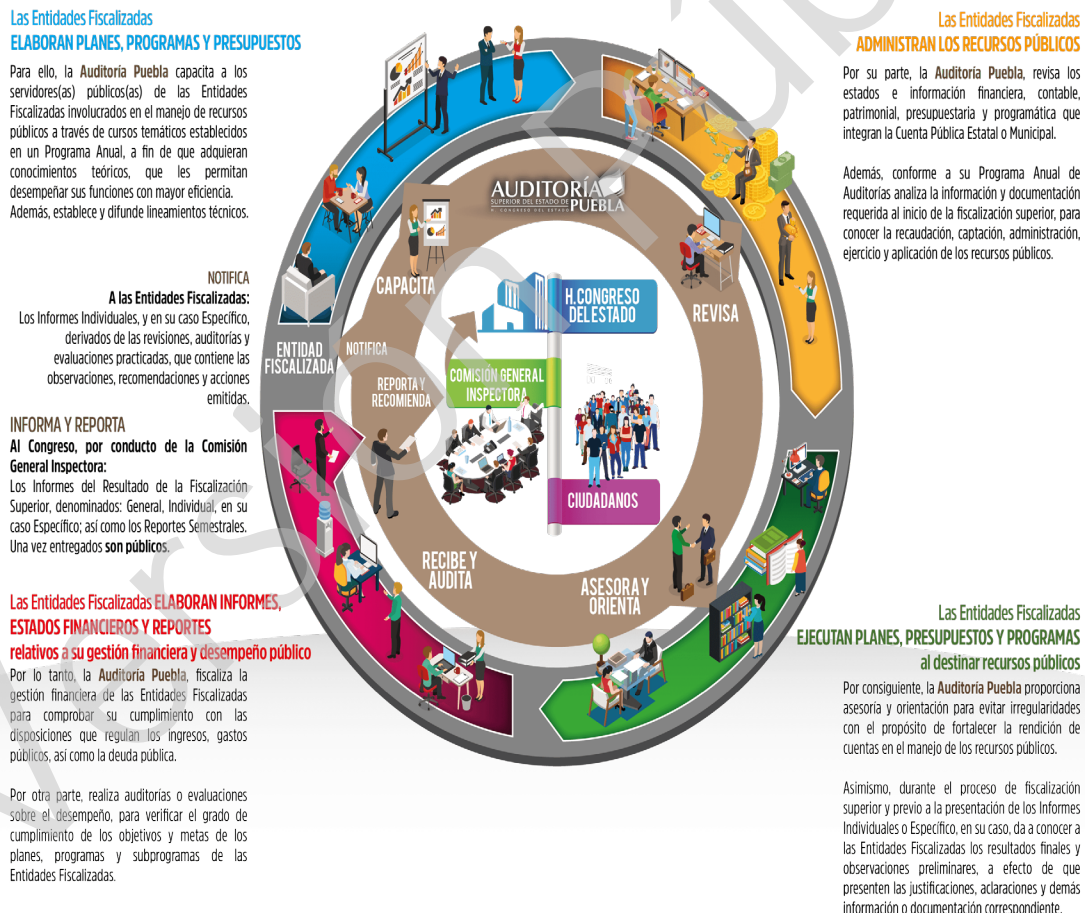 Las Entidades Fiscalizadas
ELABORAN PLANES, PROGRAMAS Y PRESUPUESTOS
Para ello, la Auditoría Puebla capacita a los
servidores(as) públicos(as) de las Entidades
Fiscalizadas involucrados en el manejo de recursos
públicos a través de cursos temáticos establecidos
en un Programa Anual, a fin de que adquieran
conocimientos teóricos, que les permitan
desempeñar sus funciones con mayor eficiencia.
Además, establece y difunde lineamientos técnicos.
NOTIFICA
A las Entidades Fiscalizadas:
Los Informes Individuales, y en su caso Específico,
derivados de las revisiones, auditorías y
evaluaciones practicadas, que contiene las
observaciones, recomendaciones y acciones
emitidas.
INFORMA Y REPORTA
Al Congreso, por conducto de la Comisión
General Inspectora:
Los Informes del Resultado de la Fiscalización
Superior, denominados: General, Individual, en su
caso Específico; así como los Reportes Semestrales.
Una vez entregados son públicos.
Las Entidades Fiscalizadas ELABORAN INFORMES,
ESTADOS FINANCIEROS Y REPORTES
relativos a su gestión financiera y desempeño público
Por lo tanto, la Auditoría Puebla, fiscaliza la
gestión financiera de las Entidades Fiscalizadas
para comprobar su cumplimiento con las
disposiciones que regulan los ingresos, gastos
públicos, así como la deuda pública.
Por otra parte, realiza auditorías o evaluaciones
sobre el desempeño, para verificar el grado de
cumplimiento de los objetivos y metas de los
planes, programas y subprogramas de las
Entidades Fiscalizadas.
AUDITORÍA
SUPERIOR DEL ESTADO DE PUEBLA
H. CONGRESO DEL ESTADO
CAPACITA
REVISA
H.CONGRESO
DEL ESTADO
ENTIDAD
FISCALIZADA
NOTIFICA
REPORTA Y
RECOMIENDA
COMISIÓN GENERAL
INSPECTORA
CIUDADANOS
RECIBE Y
AUDITA
ASESORA Y
ORIENTA
Las Entidades Fiscalizadas
ADMINISTRAN LOS RECURSOS PÚBLICOS
Por su parte, la Auditoría Puebla, revisa los
estados e información financiera, contable,
patrimonial, presupuestaria y programática que
integran la Cuenta Pública Estatal o Municipal.
Además, conforme a su Programa Anual de
Auditorías analiza la información y documentación
requerida al inicio de la fiscalización superior, para
conocer la recaudación, captación, administración,
ejercicio y aplicación de los recursos públicos.
Las Entidades Fiscalizadas
EJECUTAN PLANES, PRESUPUESTOS Y PROGRAMAS
al destinar recursos públicos
Por consiguiente, la Auditoría Puebla proporciona
asesoría y orientación para evitar irregularidades
con el propósito de fortalecer la rendición de
cuentas en el manejo de los recursos públicos.
Asimismo, durante el proceso de fiscalización
superior y previo a la presentación de los Informes
Individuales o Específico, en su caso, da a conocer a
las Entidades Fiscalizadas los resultados finales y
observaciones preliminares, a efecto de que
presenten las justificaciones, aclaraciones y demás
información o documentación correspondiente.
Versión Pú